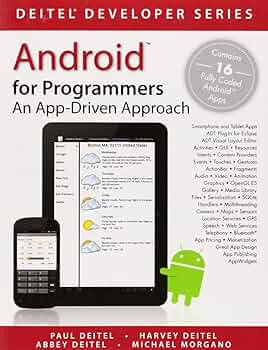 DEITEL® DEVELOPER SERIES
Android™
for Programmers
An App-Driven Approach
Contains
16
Fully Coded
Android™
Apps
Smartphone and Tablet Apps
ADT Plug-In for Eclipse
ADT Visual Layout Editor
Activities • GUI • Resources
Intents • Content Providers
Events • Touches • Gestures
ActionBar • Fragments
Audio • Video • Animation
Graphics • OpenGL ES
Gallery • Media Library
Files • Serialization • SQLite
Handlers • Multithreading
Camera • Maps • Sensors
Location Services • GPS
Speech • Web Services
Telephony • Bluetooth®
App Pricing • Monetization
Great App Design
App Publishing
AppWidgets
Boston MA, 02115 United States
PAUL DEITEL • HARVEY DEITEL
ABBEY DEITEL • MICHAEL MORGANO